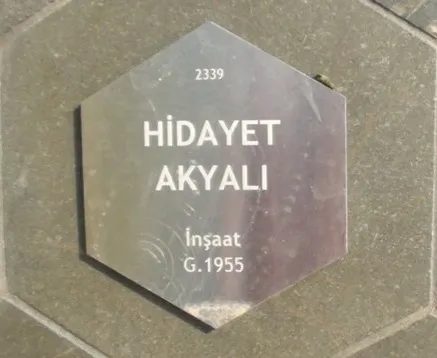 2339
HİDAYET
AKYALI
İnşaat
G.1955